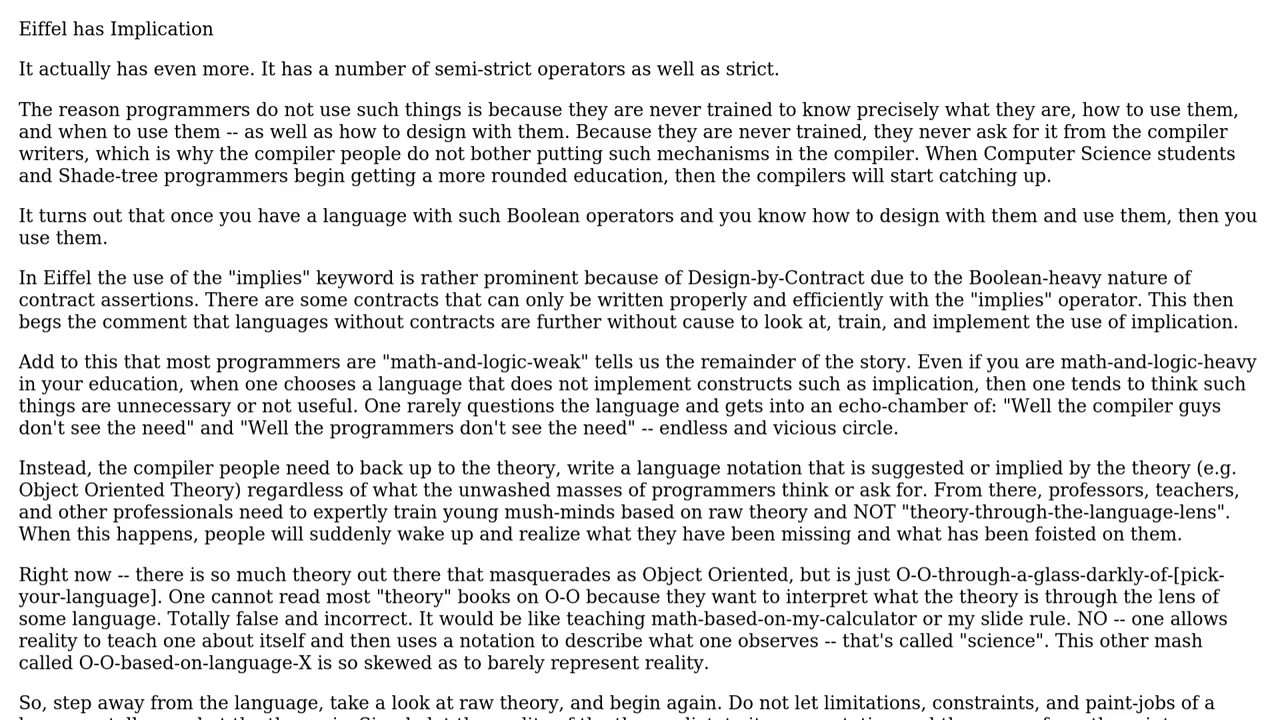 Eiffel has Implication
It actually has even more. It has a number of semi-strict operators as well as strict.
The reason programmers do not use such things is because they are never trained to know precisely what they are, how to use them,
and when to use them -- as well as how to design with them. Because they are never trained, they never ask for it from the compiler
writers, which is why the compiler people do not bother putting such mechanisms in the compiler. When Computer Science students
and Shade-tree programmers begin getting a more rounded education, then the compilers will start catching up.
It turns out that once you have a language with such Boolean operators and you know how to design with them and use them, then you
use them.
In Eiffel the use of the "implies" keyword is rather prominent because of Design-by-Contract due to the Boolean-heavy nature of
contract assertions. There are some contracts that can only be written properly and efficiently with the "implies" operator. This then
begs the comment that languages without contracts are further without cause to look at, train, and implement the use of implication.
Add to this that most programmers are "math-and-logic-weak" tells us the remainder of the story. Even if you are math-and-logic-heavy
in your education, when one chooses a language that does not implement constructs such as implication, then one tends to think such
things are unnecessary or not useful. One rarely questions the language and gets into an echo-chamber of: "Well the compiler guys
don't see the need" and "Well the programmers don't see the need" -- endless and vicious circle.
Instead, the compiler people need to back up to the theory, write a language notation that is suggested or implied by the theory (e.g.
Object Oriented Theory) regardless of what the unwashed masses of programmers think or ask for. From there, professors, teachers,
and other professionals need to expertly train young mush-minds based on raw theory and NOT "theory-through-the-language-lens".
When this happens, people will suddenly wake up and realize what they have been missing and what has been foisted on them.
Right now -- there is so much theory out there that masquerades as Object Oriented, but is just O-O-through-a-glass-darkly-of-[pick-
your-language]. One cannot read most "theory" books on O-O because they want to interpret what the theory is through the lens of
some language. Totally false and incorrect. It would be like teaching math-based-on-my-calculator or my slide rule. NO -- one allows
reality to teach one about itself and then uses a notation to describe what one observes -- that's called "science". This other mash
called O-O-based-on-language-X is so skewed as to barely represent reality.
So, step away from the language, take a look at raw theory, and begin again. Do not let limitations, constraints, and paint-jobs of a